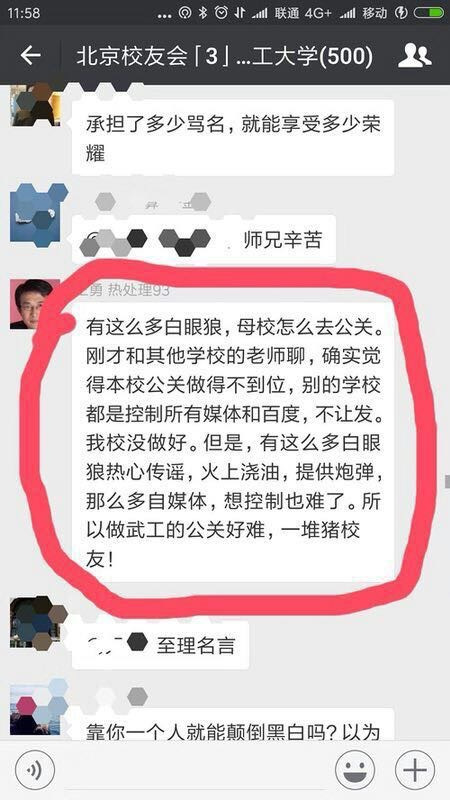 11:58
联通 4G+
移动
北京校友会「3」...工大学(500)
承担了多少骂名，就能享受多少荣
耀
师兄辛苦
勇 热处理93
有这么多白眼狼，母校怎么去公关。
刚才和其他学校的老师聊，确实觉
得本校公关做得不到位，别的学校
都是控制所有媒体和百度，不让发。
我校没做好。但是，有这么多白眼
狼热心传谣，火上浇油，提供炮弹，
那么多自媒体，想控制也难了。所
以做武工的公关好难，一堆猪校
友！
至理名言
靠你一个人就能颠倒黑白吗？以为